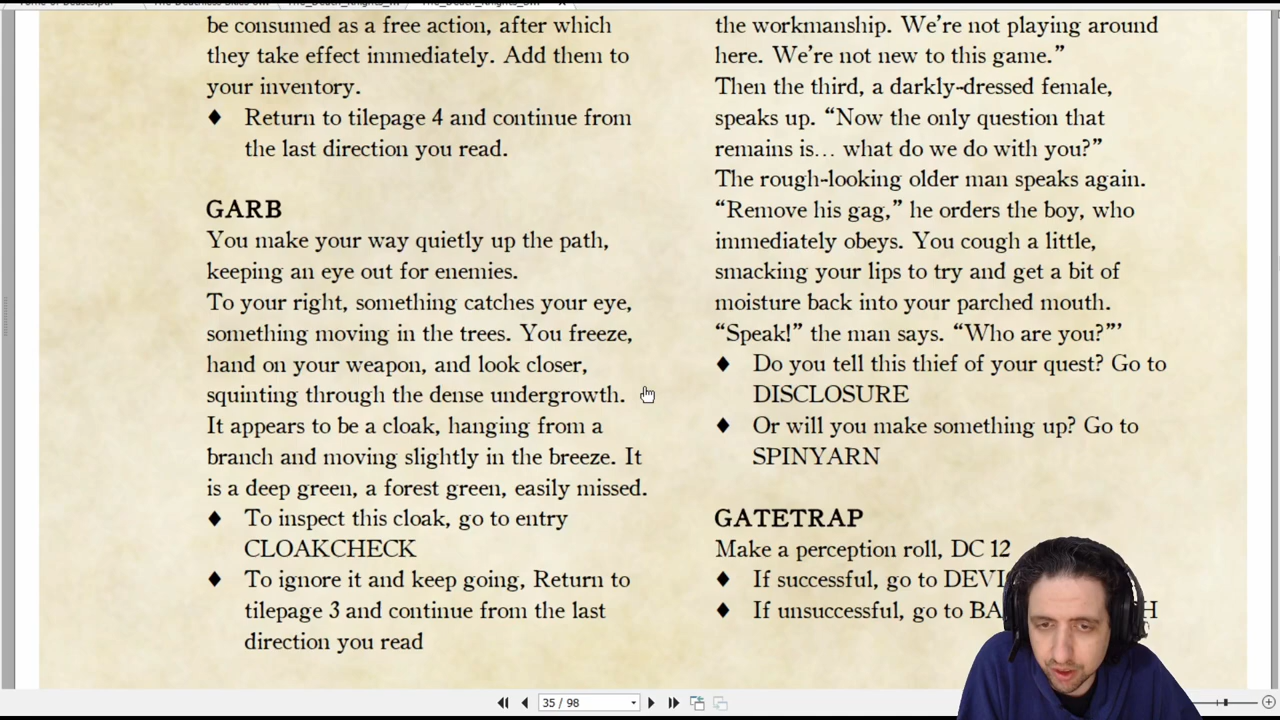 be consumed as a free action, after which
they take effect immediately. Add them to
your inventory.
♦ Return to tilepage 4 and continue from
the last direction you read.
GARB
You make your way quietly up the path,
keeping an eye out for enemies.
To your right, something catches your eye,
something moving in the trees. You freeze,
hand on your weapon, and look closer,
squinting through the dense undergrowth.
It appears to be a cloak, hanging from a
branch and moving slightly in the breeze. It
is a deep green, a forest green, easily missed.
♦ To inspect this cloak, go to entry
CLOAKCHECK
♦ To ignore it and keep going, Return to
tilepage 3 and continue from the last
direction you read
the workmanship. We’re not playing around
here. We’re not new to this game.”
Then the third, a darkly-dressed female,
speaks up. “Now the only question that
remains is… what do we do with you?”
The rough-looking older man speaks again.
“Remove his gag,” he orders the boy, who
immediately obeys. You cough a little,
smacking your lips to try and get a bit of
moisture back into your parched mouth.
“Speak!” the man says. “Who are you?”’
♦ Do you tell this thief of your quest? Go to
DISCLOSURE
♦ Or will you make something up? Go to
SPINYARN
GATETRAP
Make a perception roll, DC 12
♦ If successful, go to
♦ If unsuccessful, go to
35 / 98